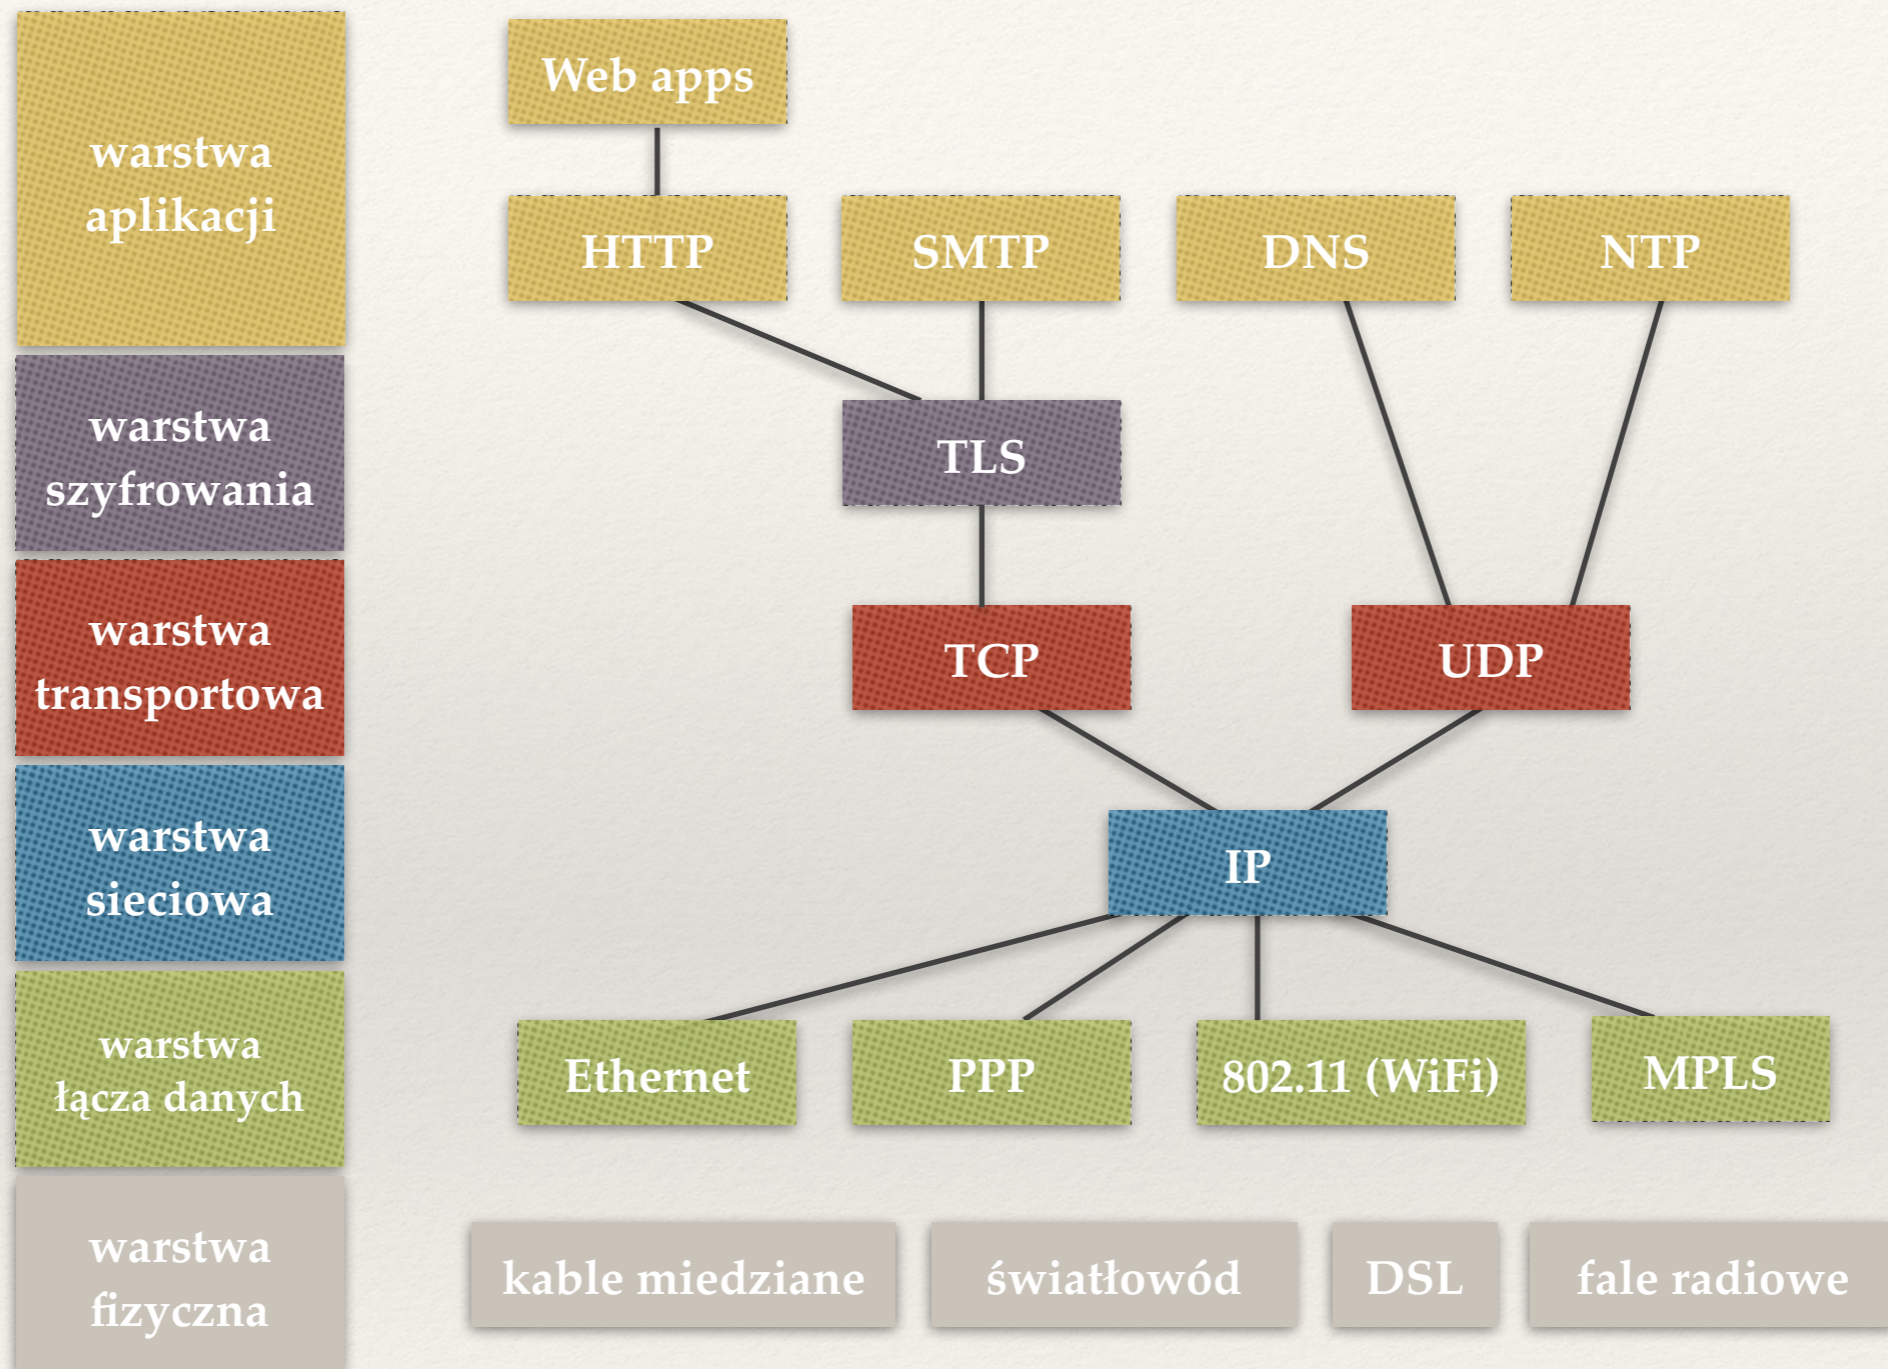 warstwa
aplikacji
Web apps
HTTP
SMTP
DNS
NTP
warstwa
szyfrowania
TLS
warstwa
transportowa
TCP
UDP
warstwa
sieciowa
IP
warstwa
łącza danych
Ethernet
PPP
802.11 (WiFi)
MPLS
warstwa
fizyczna
kable miedziane
światłowód
DSL
fale radiowe